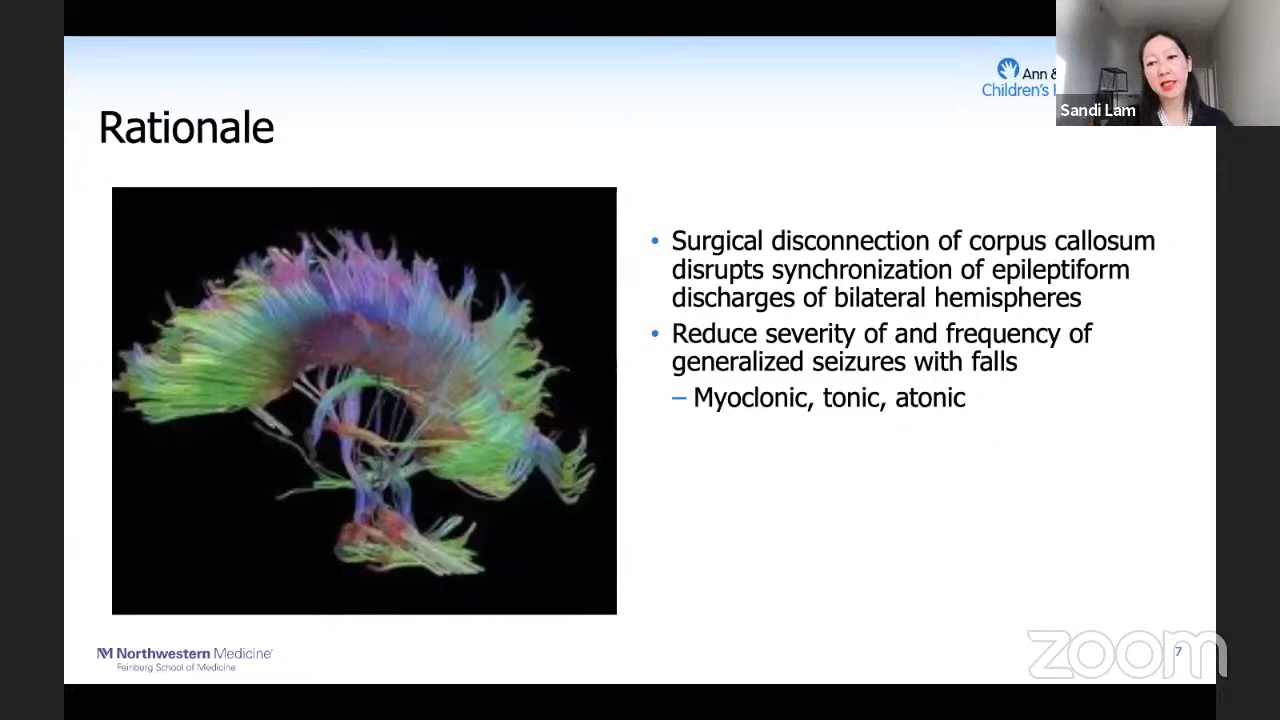 Ann &
Children's
Sandi Lam
Rationale
• Surgical disconnection of corpus callosum
disrupts synchronization of epileptiform
discharges of bilateral hemispheres
• Reduce severity of and frequency of
generalized seizures with falls
– Myoclonic, tonic, atonic
M Northwestern Medicine®
Feinberg School of Medicine
zoom
7